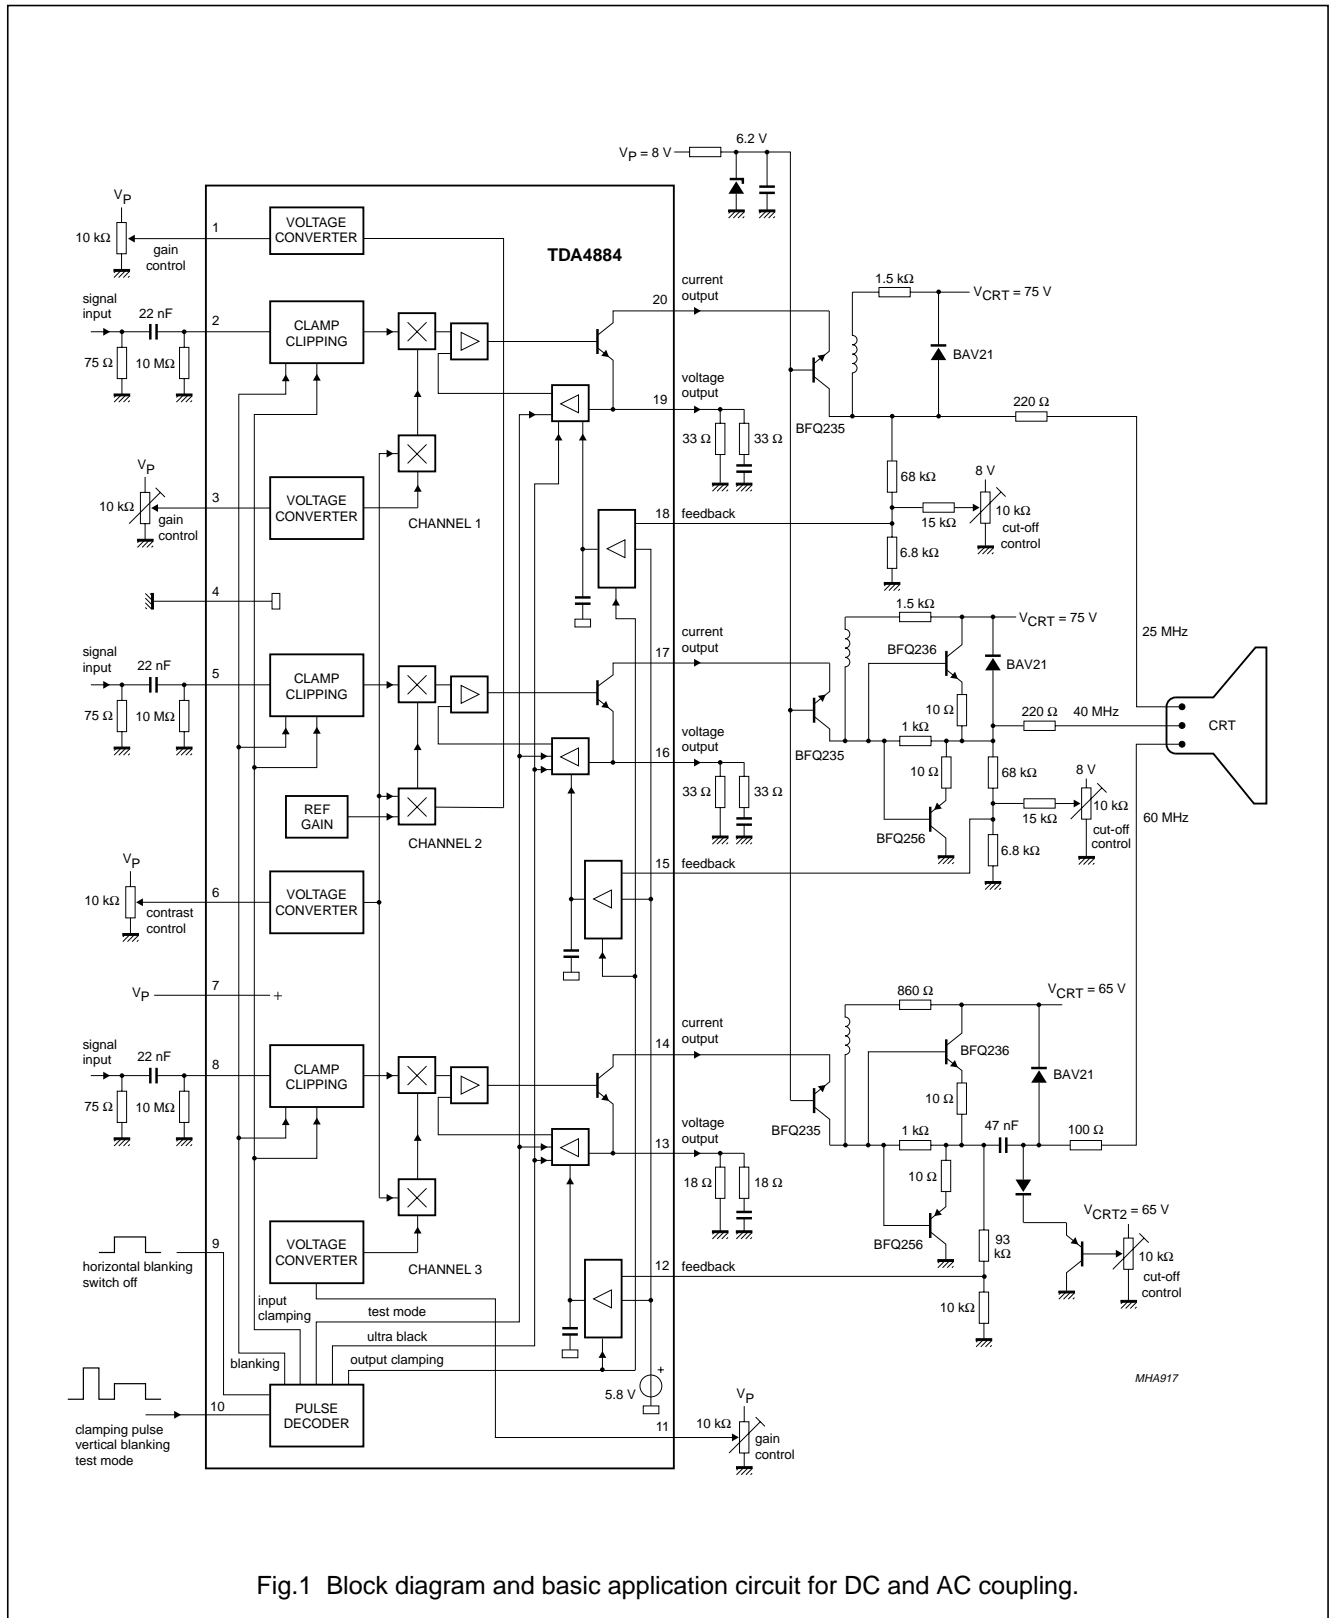 6.2 V
VP = 8 V
VP
10 kΩ
gain
control
1
VOLTAGE
CONVERTER
TDA4884
signal
input
22 nF
2
75 Ω
10 MΩ
CLAMP
CLIPPING
20
current
output
1.5 kΩ
VCRT = 75 V
BAV21
BFQ235
19
voltage
output
33 Ω
33 Ω
220 Ω
VP
10 kΩ
3
gain
control
VOLTAGE
CONVERTER
CHANNEL 1
18
feedback
68 kΩ
15 kΩ
8 V
10 kΩ
cut-off
control
6.8 kΩ
4
signal
input
22 nF
5
75 Ω
10 MΩ
CLAMP
CLIPPING
17
current
output
1.5 kΩ
VCRT = 75 V
BFQ236
BAV21
10 Ω
25 MHz
BFQ235
1 kΩ
220 Ω
40 MHz
CRT
16
voltage
output
33 Ω
33 Ω
10 Ω
68 kΩ
8 V
10 kΩ
15 kΩ
cut-off
control
60 MHz
REF
GAIN
CHANNEL 2
BFQ256
6.8 kΩ
15
feedback
VP
10 kΩ
6
contrast
control
VOLTAGE
CONVERTER
VP
7
+
signal
input
22 nF
8
75 Ω
10 MΩ
CLAMP
CLIPPING
14
current
output
860 Ω
VCRT = 65 V
BFQ236
BAV21
10 Ω
BFQ235
1 kΩ
47 nF
100 Ω
13
voltage
output
18 Ω
18 Ω
10 Ω
BFQ256
93
kΩ
VCRT2 = 65 V
10 kΩ
cut-off
control
9
horizontal blanking
switch off
VOLTAGE
CONVERTER
CHANNEL 3
12
feedback
10 kΩ
input
clamping
test mode
ultra black
blanking
output clamping
5.8 V
+
10
clamping pulse
vertical blanking
test mode
PULSE
DECODER
11
VP
10 kΩ
gain
control
MHA917
Fig.1 Block diagram and basic application circuit for DC and AC coupling.